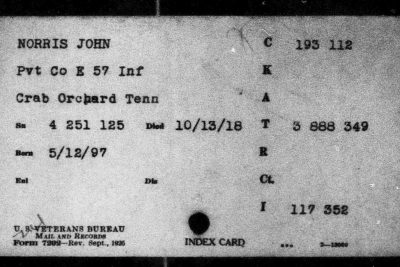 NORRIS JOHN C 193 112
Pvt Co E 57 Inf K
Crab Orchard Tenn A
Sn 4 251 125 Died 10/13/18 T 3 888 349
Born 5/12/97 R
Enl Dis Ct.
I 117 352
U. S. VETERANS BUREAU
MAIL AND RECORDS
Form 7202—Rev. Sept., 1925 INDEX CARD